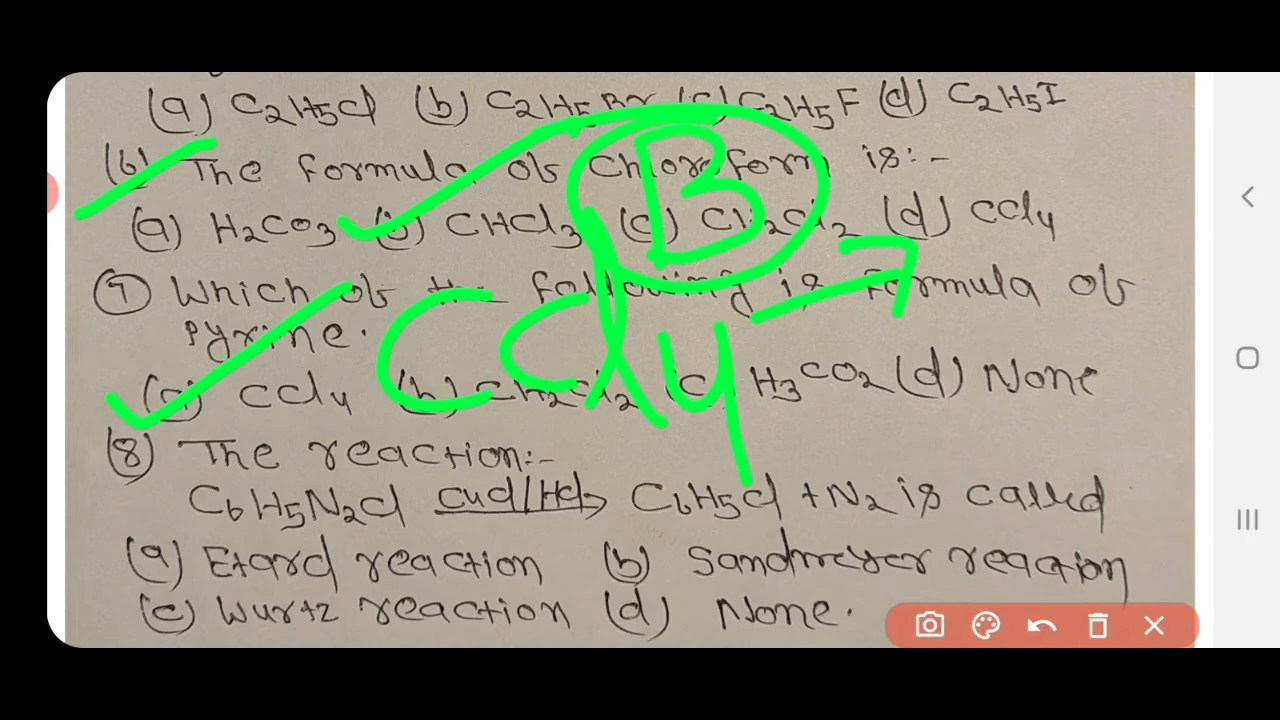 (a) C2H5Cl (b) C2H5Br (c) C2H5F (d) C2H5I
(6) The formula of Chloroform is:-
(a) H2CO3 (b) CHCl3 (c) CH2Cl2 (d) CCl4
B
(7) Which of the following is formula of
Pyrine.
CCl4
(a) CCl4 (b) CH2Cl2 (c) H3CO2 (d) None
(8) The reaction:-
C6H5N2Cl CuCl/HCl→ C6H5Cl + N2 is called
(a) Etard reaction (b) Sandmeyer reaction
(c) Wurtz reaction (d) None.